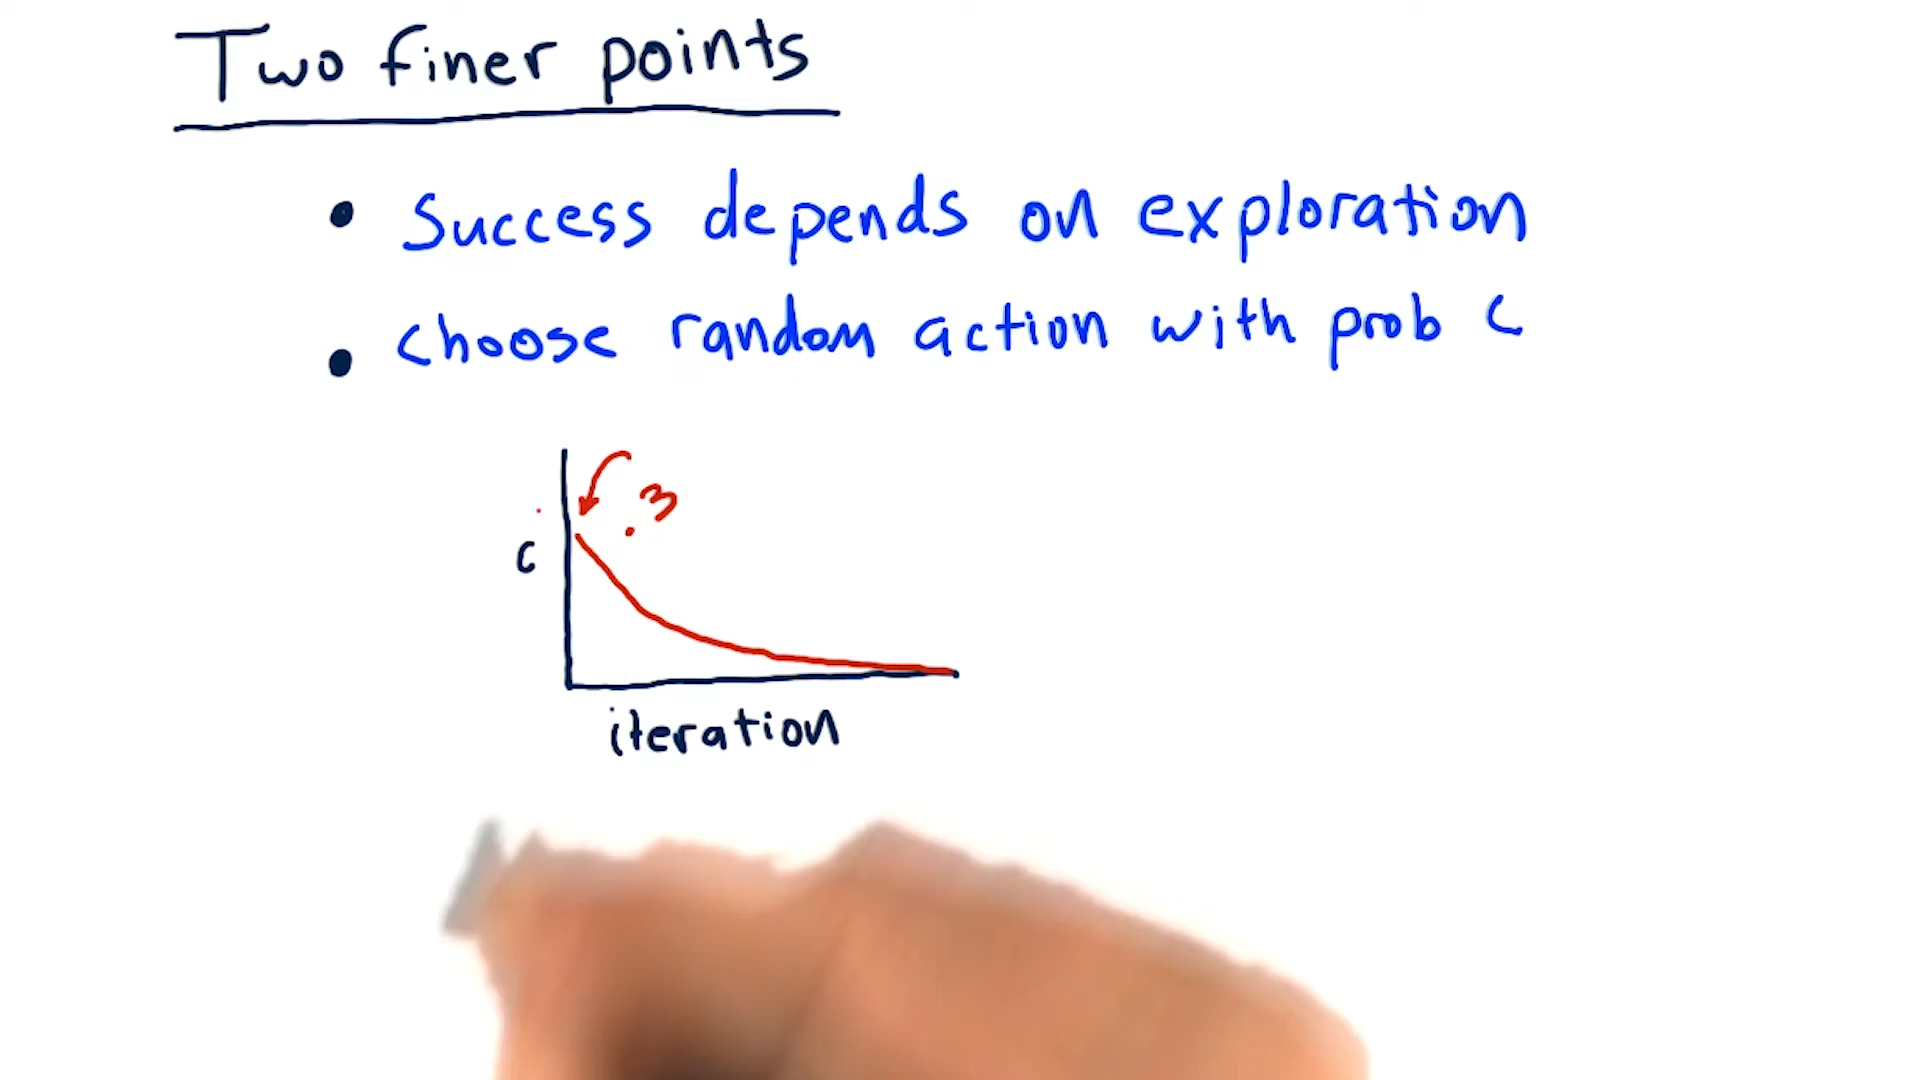 Two finer points
• Success depends on exploration
• choose random action with prob c
.3
c
iteration